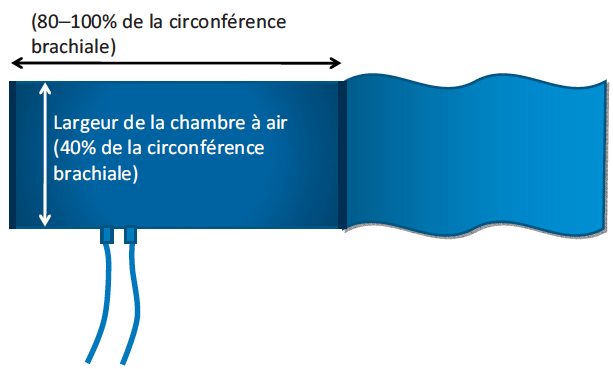 (80–100% de la circonférence
brachiale)
Largeur de la chambre à air
(40% de la circonférence
brachiale)